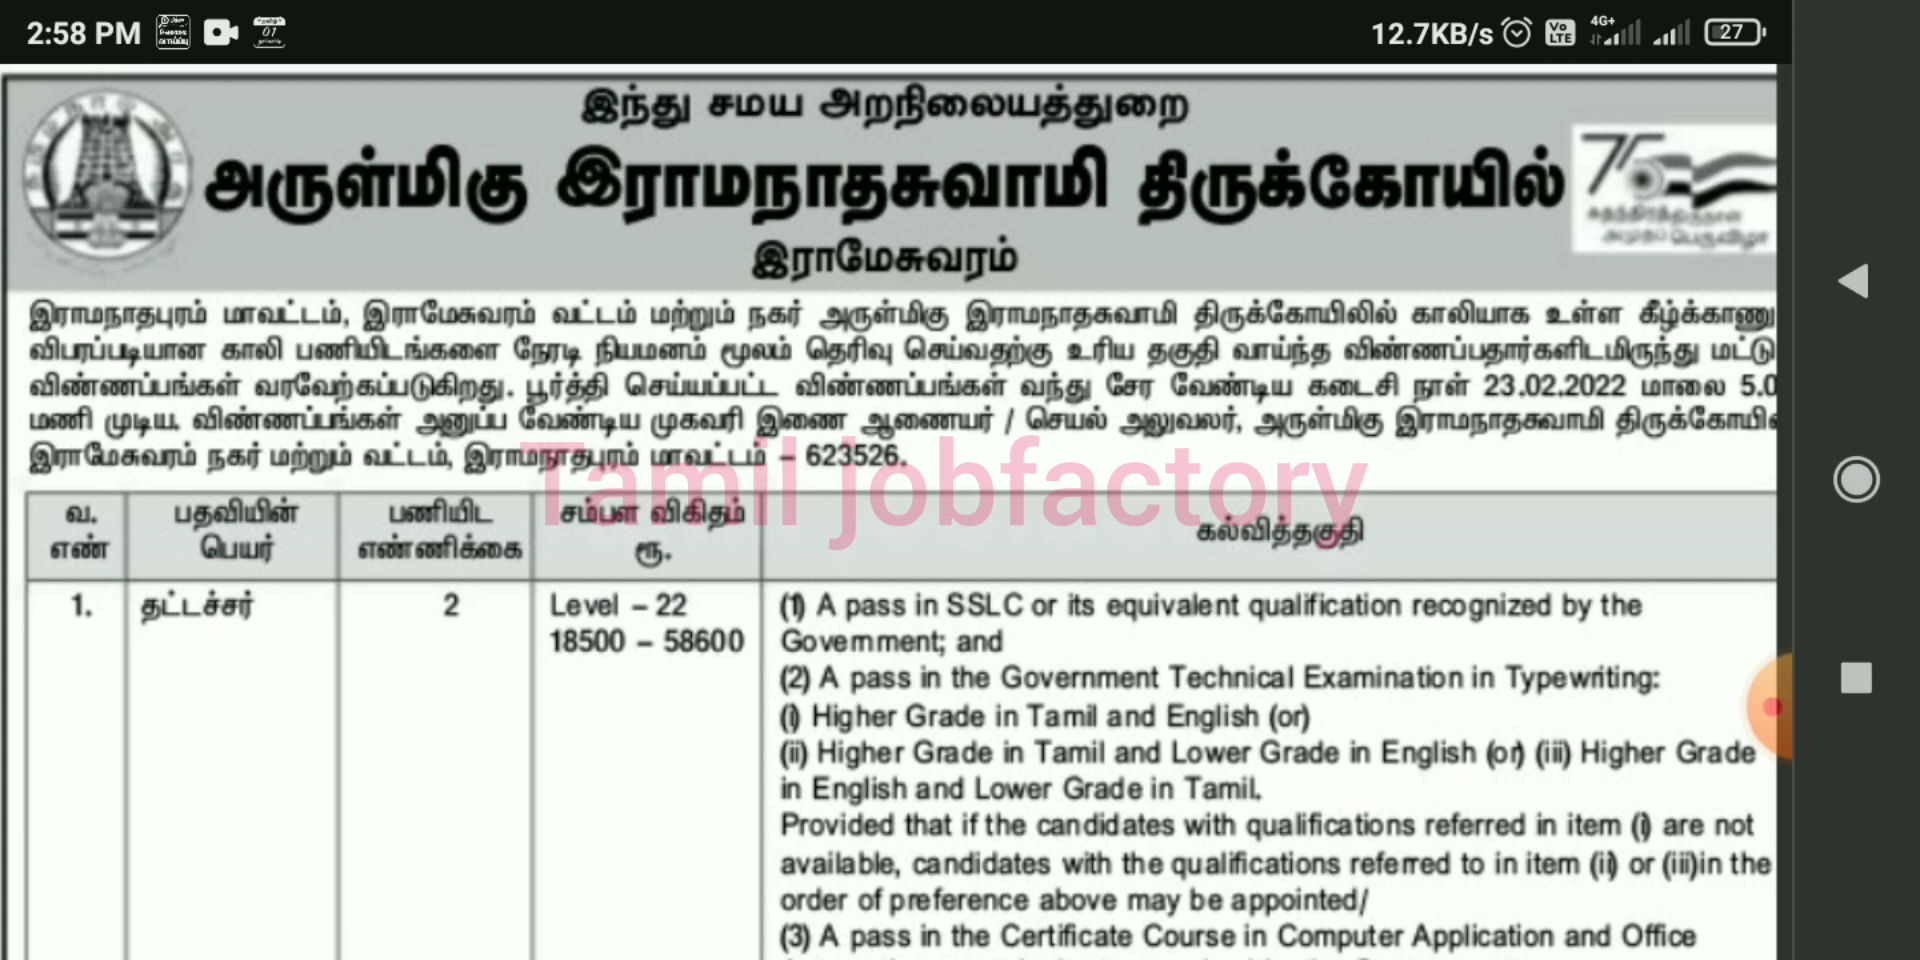 2:58 PM
12.7KB/s
4G+
Vo LTE
27
இந்து சமய அறநிலையத்துறை
அருள்மிகு இராமநாதசுவாமி திருக்கோயில்
இராமேசுவரம்
75
இராமநாதபுரம் மாவட்டம், இராமேசுவரம் வட்டம் மற்றும் நகர் அருள்மிகு இராமநாதசுவாமி திருக்கோயிலில் காலியாக உள்ள கீழ்க்காணு
விபரப்படியான காலி பணியிடங்களை நேரடி நியமனம் மூலம் தெரிவு செய்வதற்கு உரிய தகுதி வாய்ந்த விண்ணப்பதார்களிடமிருந்து மட்டு
விண்ணப்பங்கள் வரவேற்கப்படுகிறது. பூர்த்தி செய்யப்பட்ட விண்ணப்பங்கள் வந்து சேர வேண்டிய கடைசி நாள் 23.02.2022 மாலை 5.0
மணி முடிய. விண்ணப்பங்கள் அனுப்ப வேண்டிய முகவரி இணை ஆணையர் / செயல் அலுவலர், அருள்மிகு இராமநாதசுவாமி திருக்கோயில்
இராமேசுவரம் நகர் மற்றும் வட்டம், இராமநாதபுரம் மாவட்டம் – 623526.
Tamil jobfactory
வ. எண்
பதவியின் பெயர்
பணியிட எண்ணிக்கை
சம்பள விகிதம் ரூ.
கல்வித்தகுதி
1.
தட்டச்சர்
2
Level – 22
18500 – 58600
(1) A pass in SSLC or its equivalent qualification recognized by the
Government; and
(2) A pass in the Government Technical Examination in Typewriting:
(i) Higher Grade in Tamil and English (or)
(ii) Higher Grade in Tamil and Lower Grade in English (or) (iii) Higher Grade
in English and Lower Grade in Tamil.
Provided that if the candidates with qualifications referred in item (i) are not
available, candidates with the qualifications referred to in item (ii) or (iii)in the
order of preference above may be appointed/
(3) A pass in the Certificate Course in Computer Application and Office